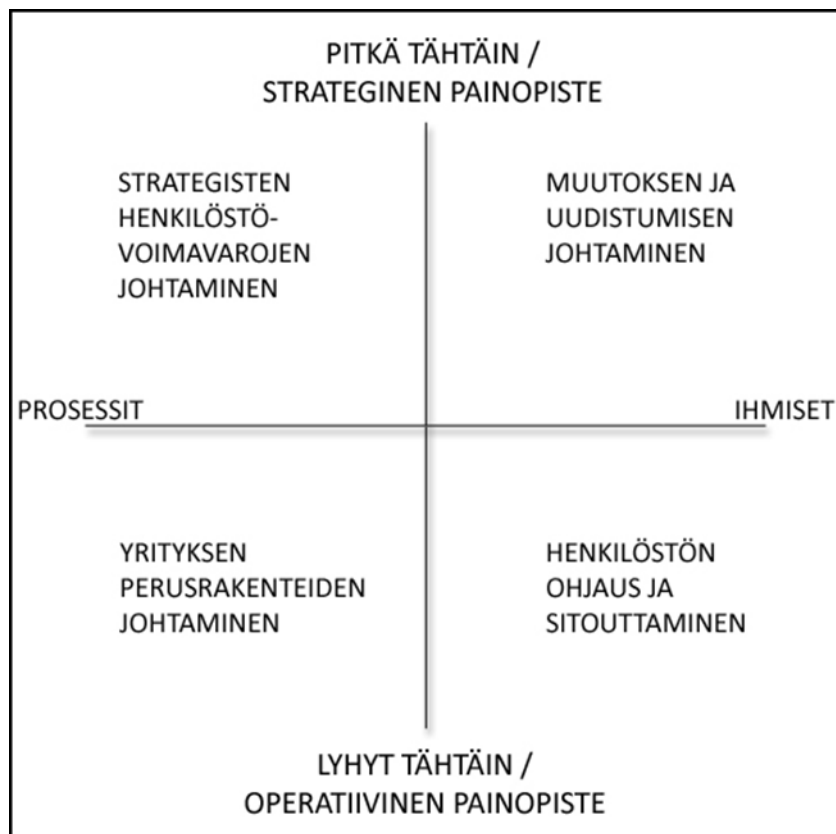 PITKÄ TÄHTÄIN /
STRATEGINEN PAINOPISTE
STRATEGISTEN
HENKILÖSTÖ-
VOIMAVAROJEN
JOHTAMINEN
MUUTOKSEN JA
UUDISTUMISEN
JOHTAMINEN
PROSESSIT
IHMISET
YRITYKSEN
PERUSRAKENTEIDEN
JOHTAMINEN
HENKILÖSTÖN
OHJAUS JA
SITOUTTAMINEN
LYHYT TÄHTÄIN /
OPERATIIVINEN PAINOPISTE